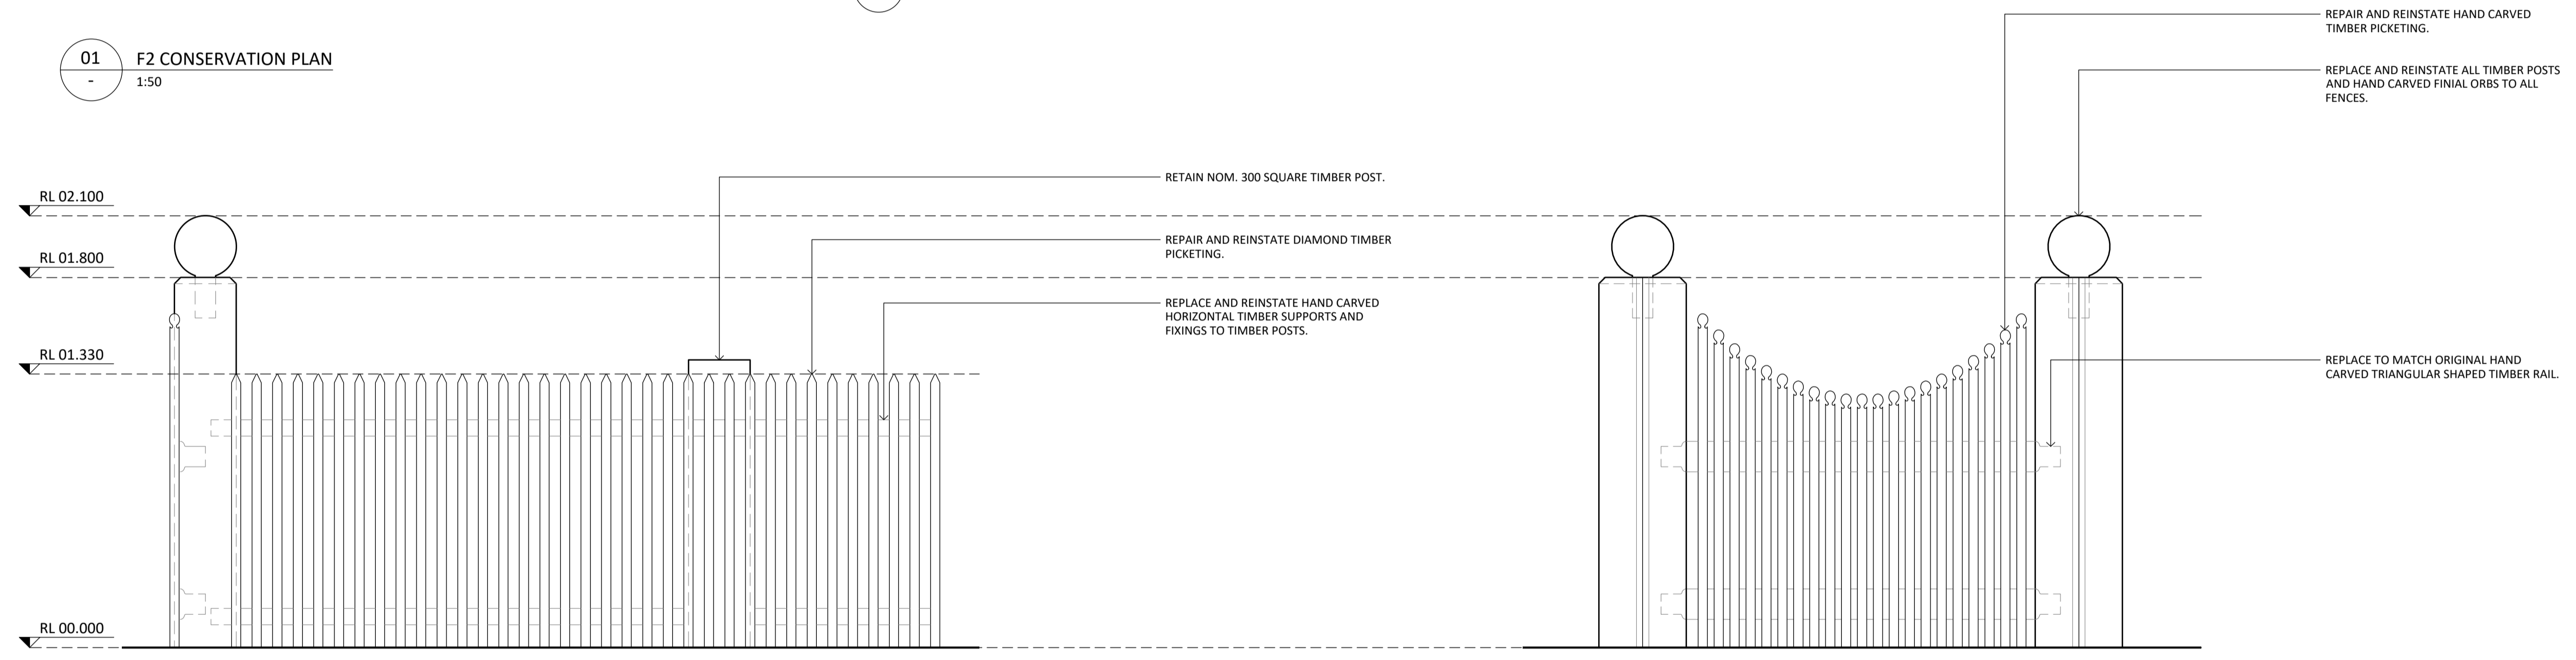 01
-
F2 CONSERVATION PLAN
1:50
REPAIR AND REINSTATE HAND CARVED
TIMBER PICKETING.
REPLACE AND REINSTATE ALL TIMBER POSTS
AND HAND CARVED FINIAL ORBS TO ALL
FENCES.
RETAIN NOM. 300 SQUARE TIMBER POST.
RL 02.100
REPAIR AND REINSTATE DIAMOND TIMBER
PICKETING.
RL 01.800
REPLACE AND REINSTATE HAND CARVED
HORIZONTAL TIMBER SUPPORTS AND
FIXINGS TO TIMBER POSTS.
RL 01.330
REPLACE TO MATCH ORIGINAL HAND
CARVED TRIANGULAR SHAPED TIMBER RAIL.
RL 00.000